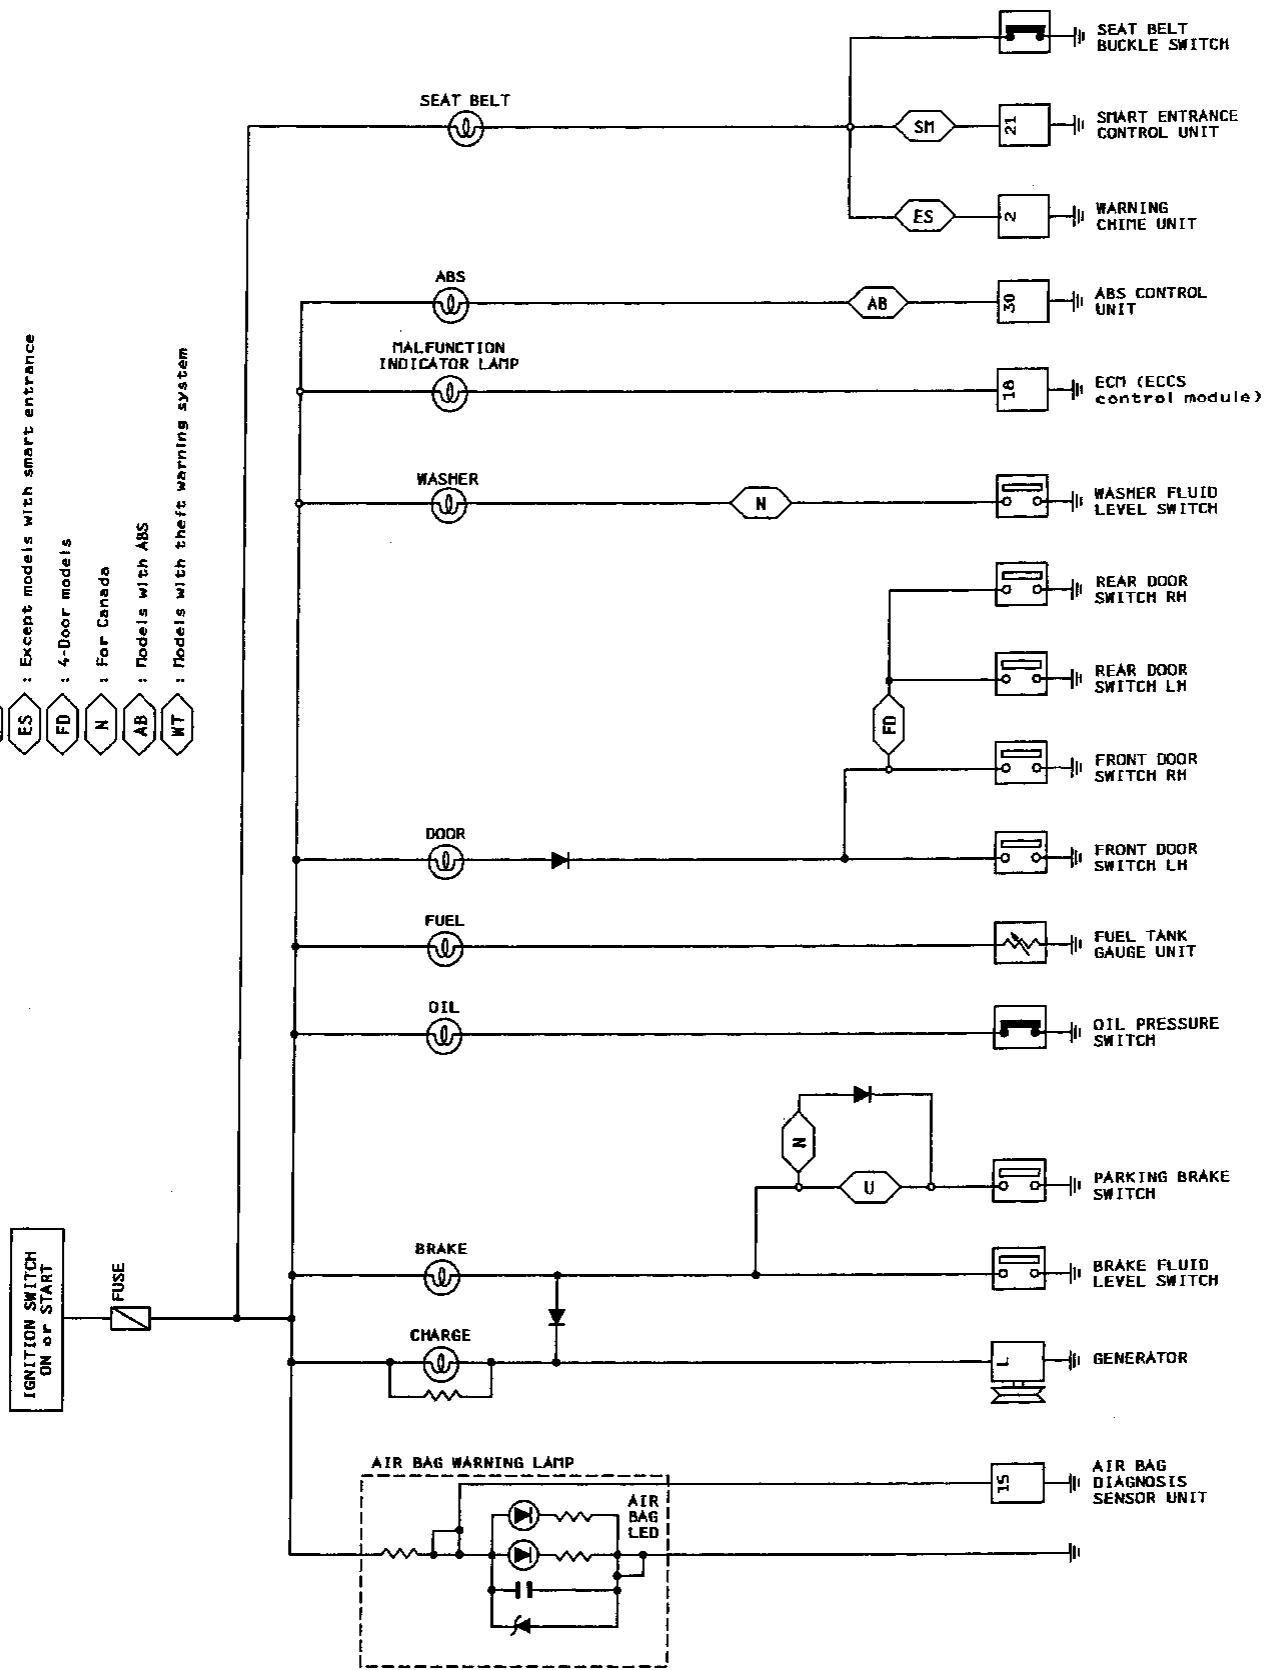 SEAT BELT
BUCKLE SWITCH
SEAT BELT
SM
21
SMART ENTRANCE
CONTROL UNIT
ES
2
WARNING
CHIME UNIT
ABS
AB
30
ABS CONTROL
UNIT
MALFUNCTION
INDICATOR LAMP
18
ECM (ECCS
control module)
WASHER
N
WASHER FLUID
LEVEL SWITCH
ES : Except models with smart entrance
FD : 4-Door models
N : For Canada
AB : Models with ABS
WT : Models with theft warning system
REAR DOOR
SWITCH RH
REAR DOOR
SWITCH LH
FD
FRONT DOOR
SWITCH RH
DOOR
FRONT DOOR
SWITCH LH
FUEL
FUEL TANK
GAUGE UNIT
OIL
OIL PRESSURE
SWITCH
N
U
PARKING BRAKE
SWITCH
IGNITION SWITCH
ON or START
FUSE
BRAKE
BRAKE FLUID
LEVEL SWITCH
CHARGE
L
GENERATOR
AIR BAG WARNING LAMP
AIR
BAG
LED
15
AIR BAG
DIAGNOSIS
SENSOR UNIT